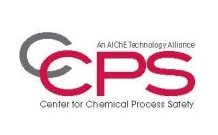 An AIChE Technology Alliance
CCPS
Center for Chemical Process Safety